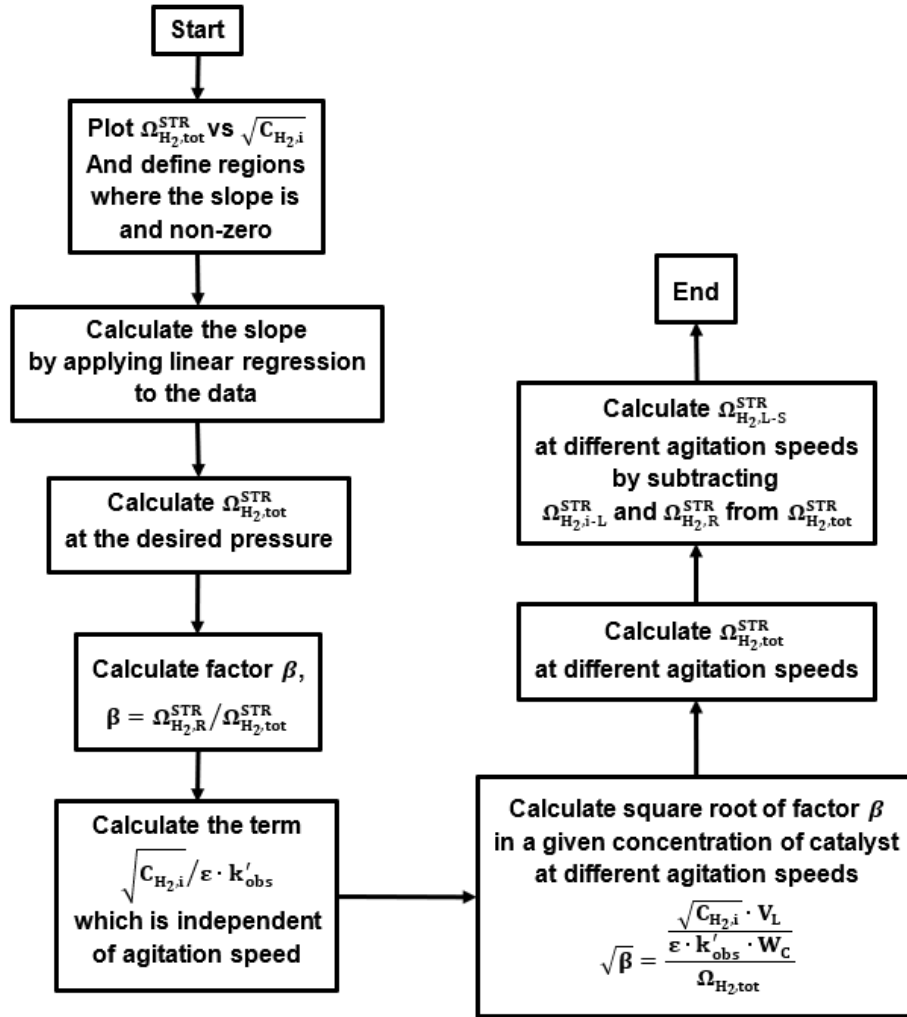 Start
Plot Ω^STR_H₂,tot vs √C_H₂,i
And define regions
where the slope is
and non-zero
Calculate the slope
by applying linear regression
to the data
Calculate Ω^STR_H₂,tot
at the desired pressure
Calculate factor β,
β = Ω^STR_H₂,R/Ω^STR_H₂,tot
Calculate the term
√C_H₂,i/ε · k′_obs
which is independent
of agitation speed
Calculate square root of factor β
in a given concentration of catalyst
at different agitation speeds
√β = ((√C_H₂,i · V_L)/(ε · k′_obs · W_C))/Ω_H₂,tot
Calculate Ω^STR_H₂,tot
at different agitation speeds
Calculate Ω^STR_H₂,L-S
at different agitation speeds
by subtracting
Ω^STR_H₂,i-L and Ω^STR_H₂,R from Ω^STR_H₂,tot
End